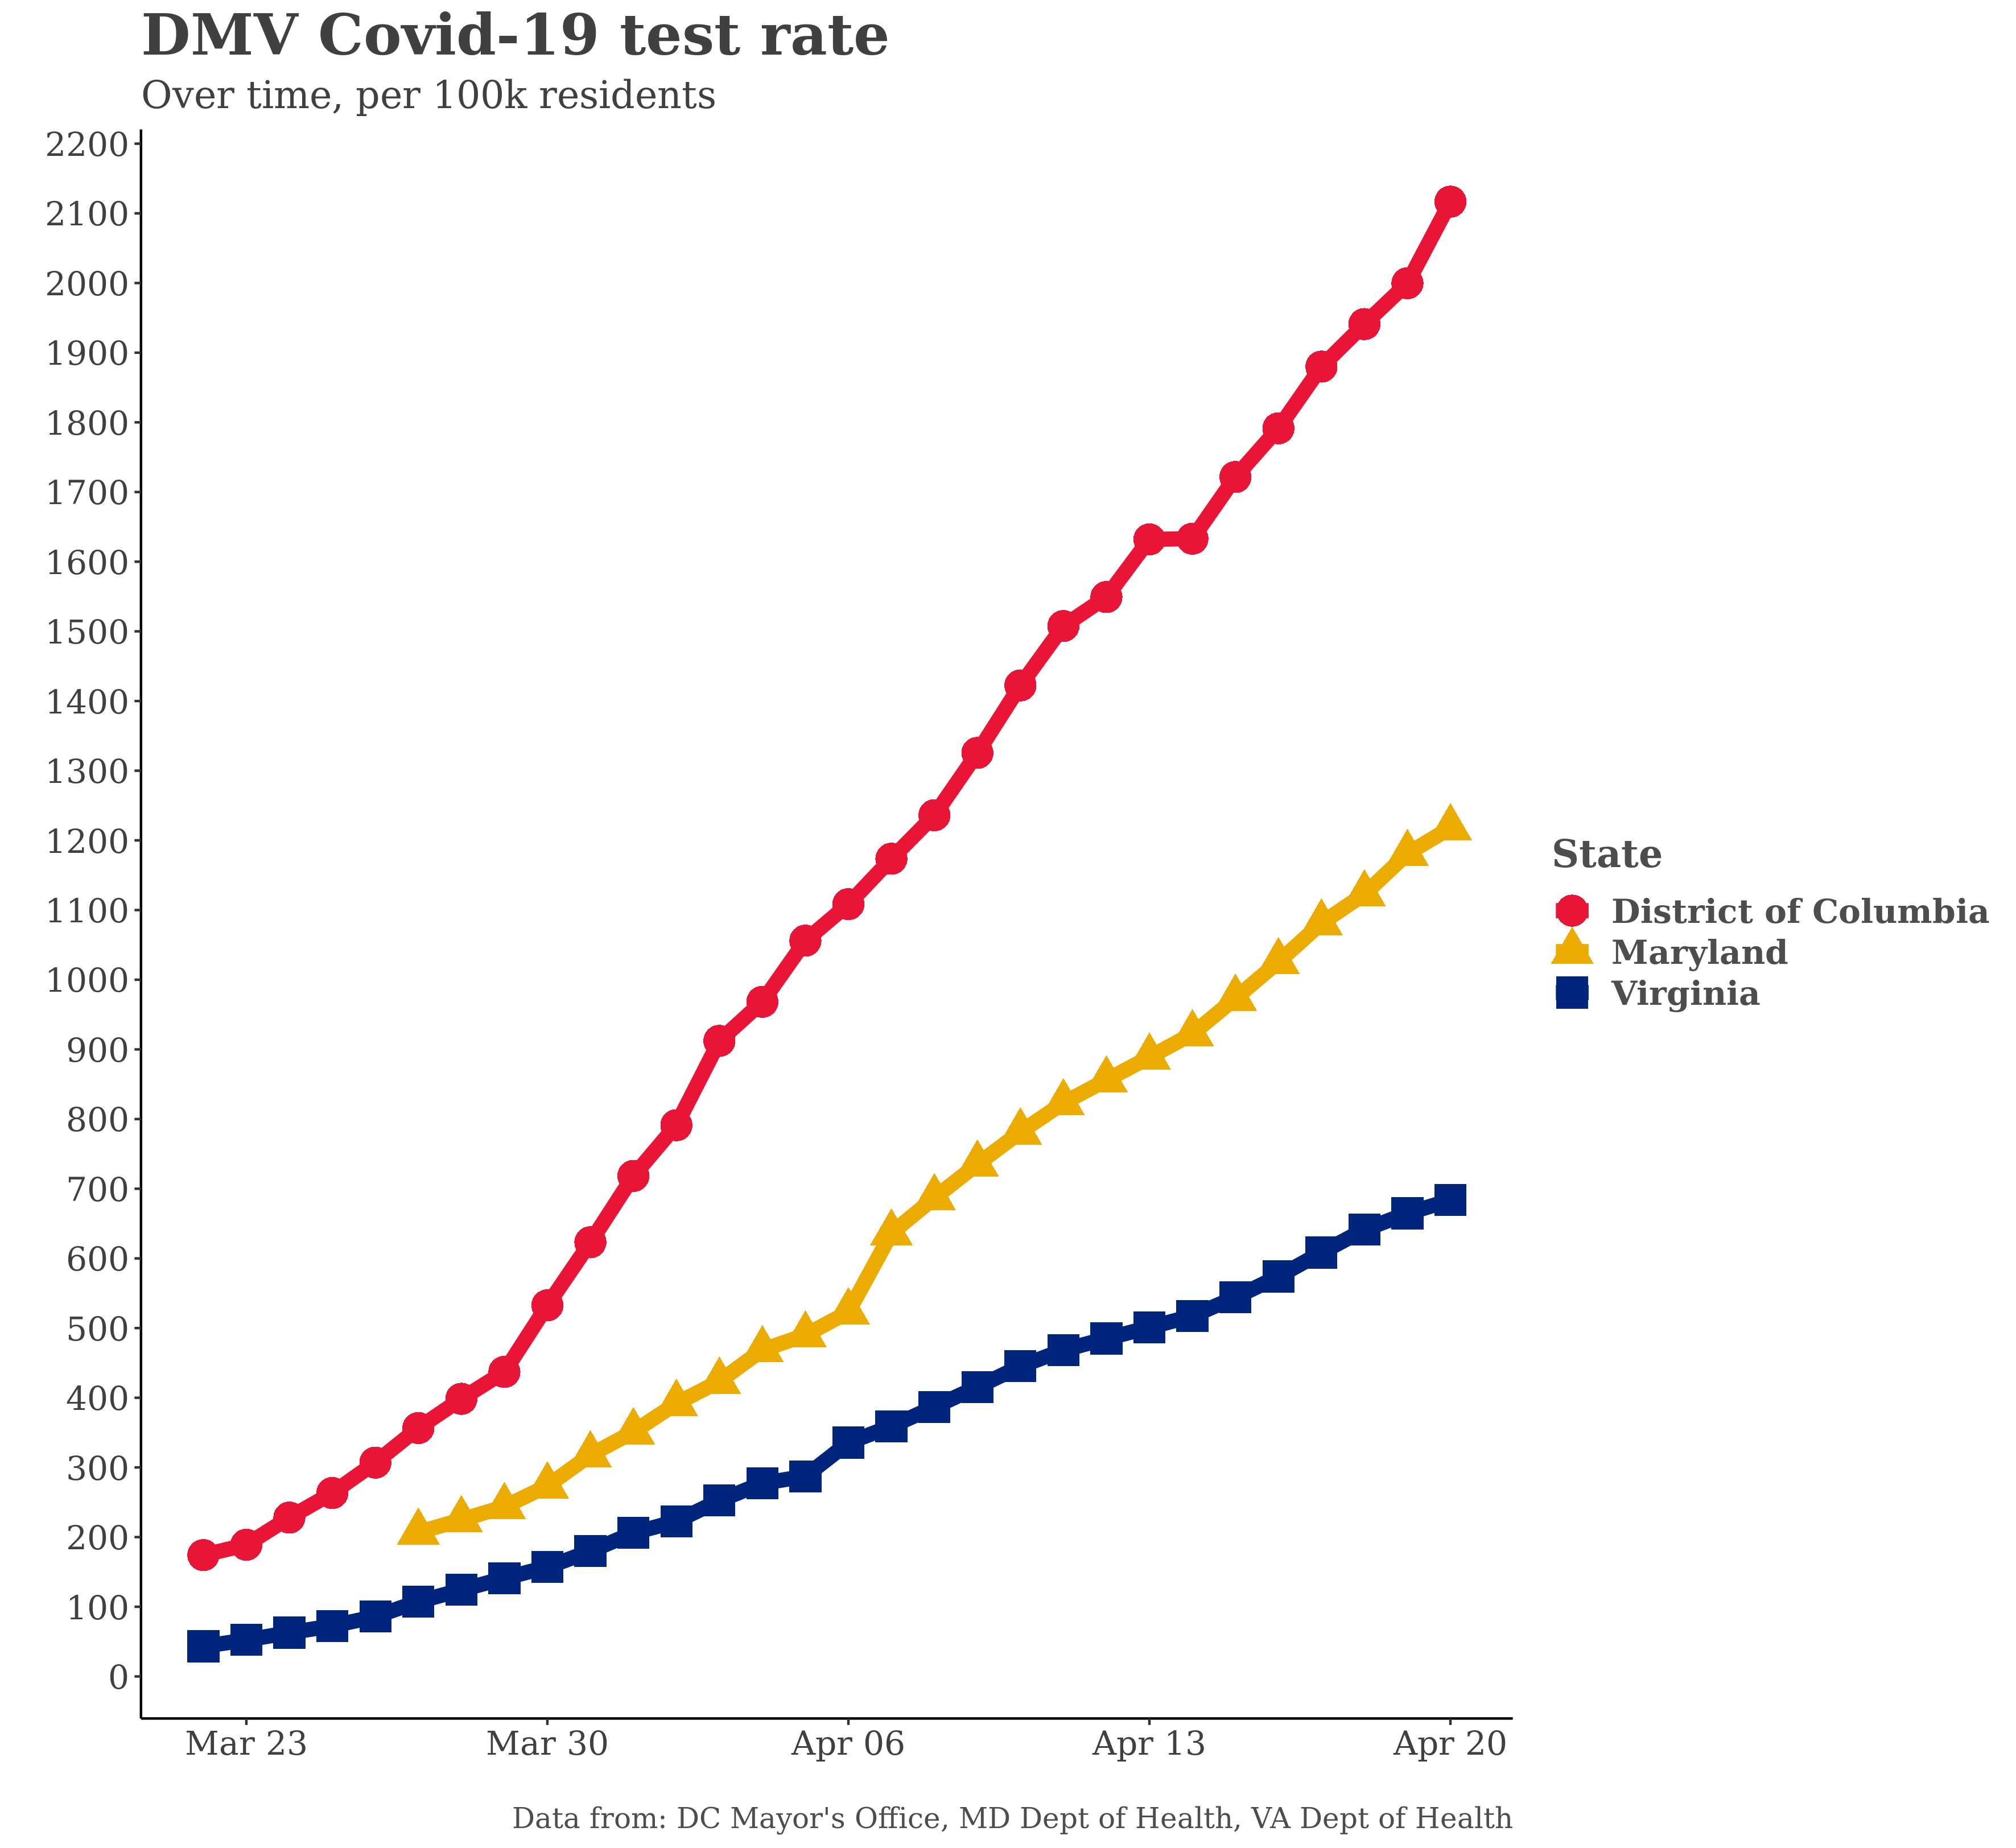 DMV Covid-19 test rate
Over time, per 100k residents
2200
2100
2000
1900
1800
1700
1600
1500
1400
1300
1200
1100
1000
900
800
700
600
500
400
300
200
100
0
Mar 23
Mar 30
Apr 06
Apr 13
Apr 20
State
District of Columbia
Maryland
Virginia
Data from: DC Mayor's Office, MD Dept of Health, VA Dept of Health